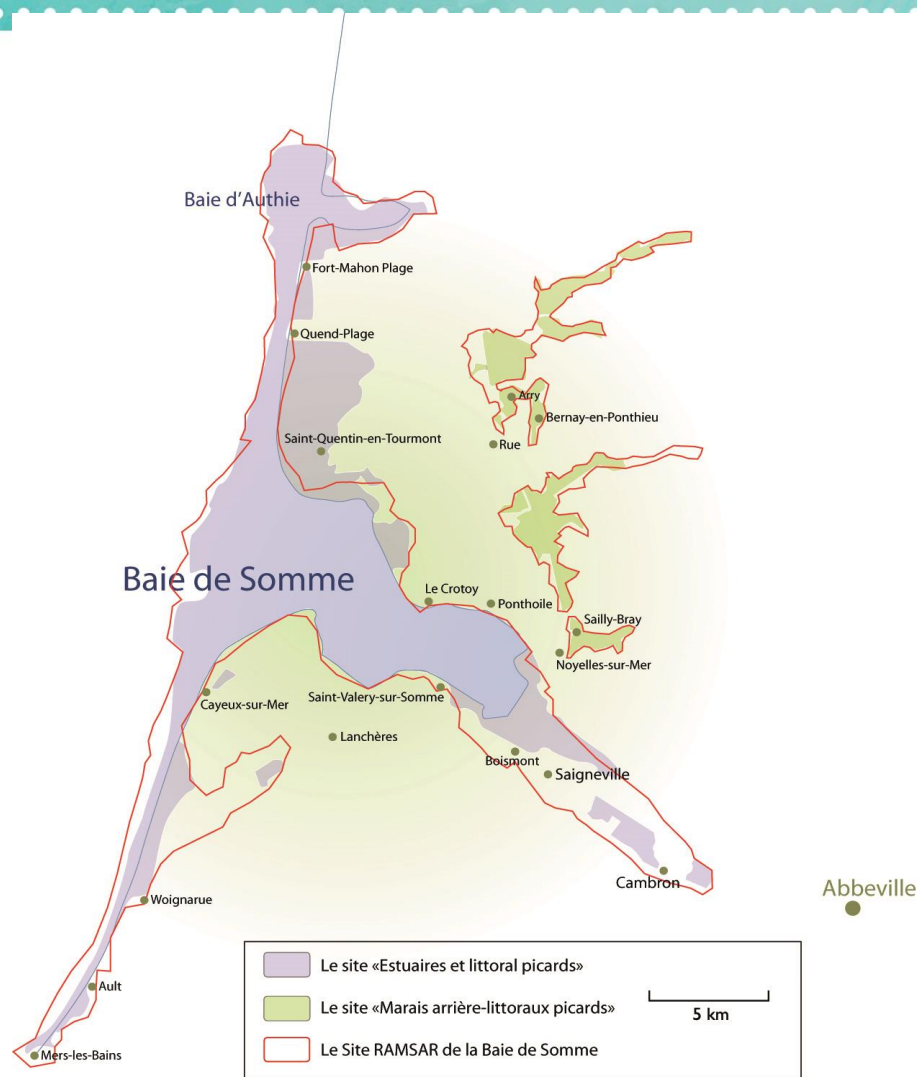 Baie d'Authie
Fort-Mahon Plage
Quend-Plage
Arry
Bernay-en-Ponthieu
Saint-Quentin-en-Tourmont
Rue
Baie de Somme
Le Crotoy
Ponthoile
Sailly-Bray
Noyelles-sur-Mer
Saint-Valery-sur-Somme
Cayeux-sur-Mer
Lanchères
Boismont
Saigneville
Cambron
Abbeville
Woignarue
Ault
Mers-les-Bains
Le site «Estuaires et littoral picards»
Le site «Marais arrière-littoraux picards»
5 km
Le Site RAMSAR de la Baie de Somme